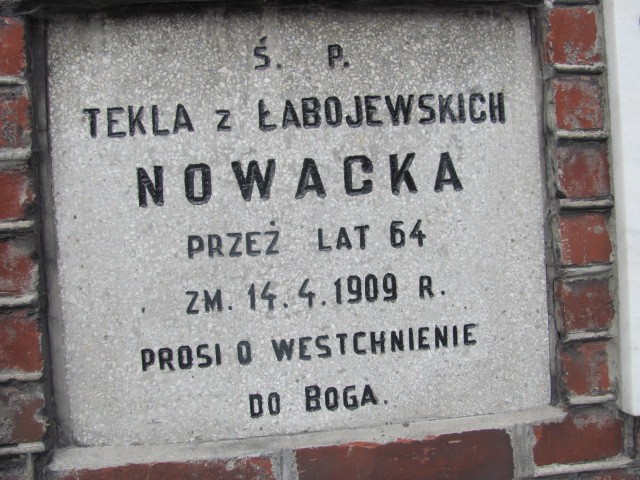 Ś. P.
TEKLA z ŁABOJEWSKICH
NOWACKA
PRZEŻ LAT 64
ZM. 14.4.1909 R.
PROSI O WESTCHNIENIE
DO BOGA.